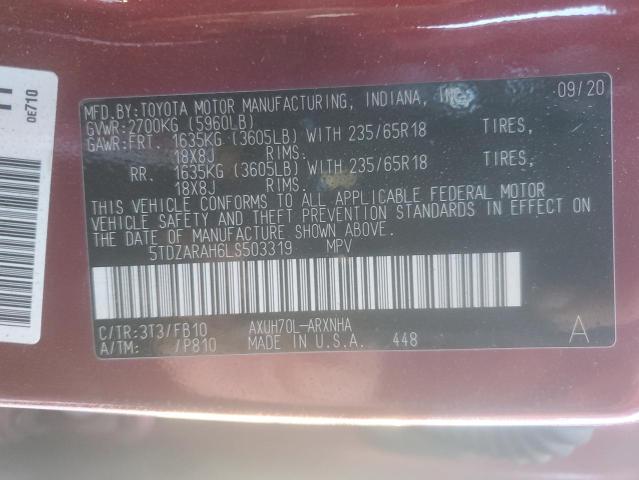 MFD.BY:TOYOTA MOTOR MANUFACTURING, INDIANA, INC. 09/20
GVWR:2700KG (5960LB)
GAWR:FRT. 1635KG (3605LB) WITH 235/65R18 TIRES,
18X8J RIMS.
RR. 1635KG (3605LB) WITH 235/65R18 TIRES,
18X8J RIMS.
THIS VEHICLE CONFORMS TO ALL APPLICABLE FEDERAL MOTOR
VEHICLE SAFETY AND THEFT PREVENTION STANDARDS IN EFFECT ON
THE DATE OF MANUFACTURE SHOWN ABOVE.
5TDZARAH6LS503319 MPV
C/TR:3T3/FB10 AXUH70L-ARXNHA A
A/TM: /P810 MADE IN U.S.A. 448
0E710